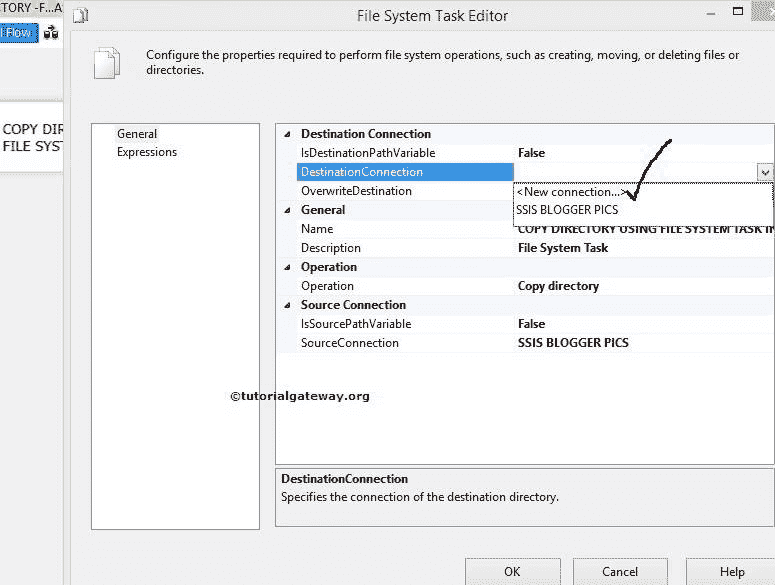 TORY -F...A
File System Task Editor
l Flow
Configure the properties required to perform file system operations, such as creating, moving, or deleting files or
directories.
COPY DIR
FILE SYST
General
Expressions
Destination Connection
IsDestinationPathVariable False
DestinationConnection
<New connection...>
OverwriteDestination
SSIS BLOGGER PICS
General
Name COPY DIRECTORY USING FILE SYSTEM TASK IN
Description File System Task
Operation
Operation Copy directory
Source Connection
IsSourcePathVariable False
SourceConnection SSIS BLOGGER PICS
©tutorialgateway.org
DestinationConnection
Specifies the connection of the destination directory.
OK Cancel Help